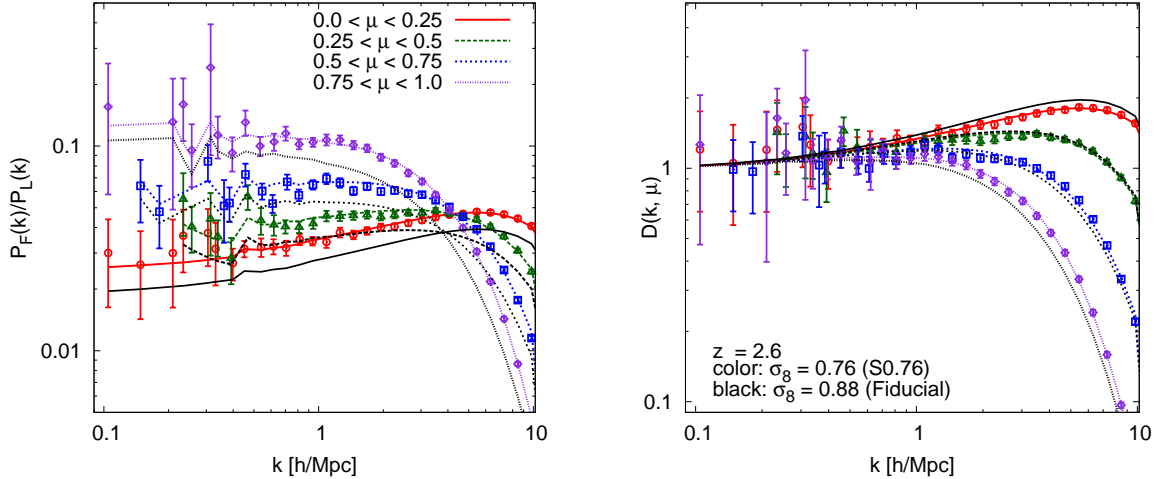 0.0 < μ < 0.25
0.25 < μ < 0.5
0.5 < μ < 0.75
0.75 < μ < 1.0
P_F(k)/P_L(k)
0.1
0.01
0.1
1
10
k [h/Mpc]
D(k, μ)
1
0.1
z = 2.6
color: σ_8 = 0.76 (S0.76)
black: σ_8 = 0.88 (Fiducial)
0.1
1
10
k [h/Mpc]